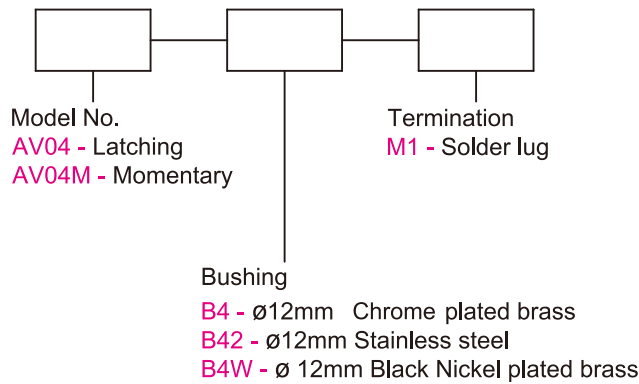 Model No.
AV04 - Latching
AV04M - Momentary
Termination
M1 - Solder lug
Bushing
B4 - ø12mm Chrome plated brass
B42 - ø12mm Stainless steel
B4W - ø 12mm Black Nickel plated brass